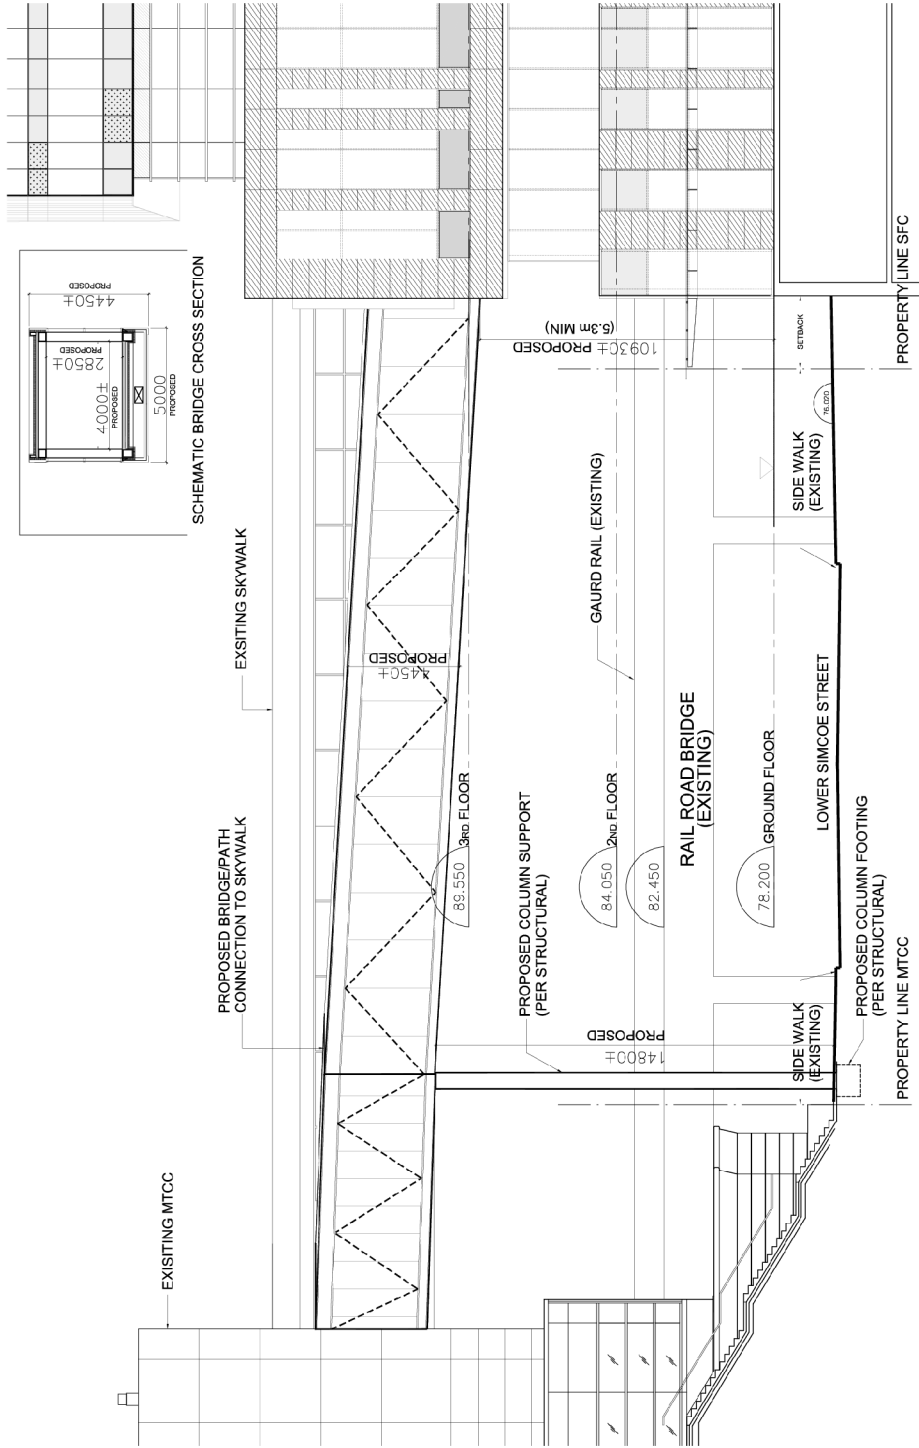 PROPOSED
4450±
PROPOSED
2850±
4000±
PROPOSED
5000
PROPOSED
SCHEMATIC BRIDGE CROSS SECTION
EXISITING MTCC
PROPOSED BRIDGE/PATH
CONNECTION TO SKYWALK
EXSITING SKYWALK
PROPOSED
4450±
10930± PROPOSED
(5.3m MIN)
89.550
3RD FLOOR
PROPOSED COLUMN SUPPORT
(PER STRUCTURAL)
84.050
2ND FLOOR
GAURD RAIL (EXISTING)
82.450
PROPOSED
14800±
RAIL ROAD BRIDGE
(EXISTING)
78.200
GROUND FLOOR
SETBACK
76.020
SIDE WALK
(EXISTING)
SIDE WALK
(EXISTING)
LOWER SIMCOE STREET
PROPOSED COLUMN FOOTING
(PER STRUCTURAL)
PROPERTY LINE MTCC
PROPERTY LINE SFC